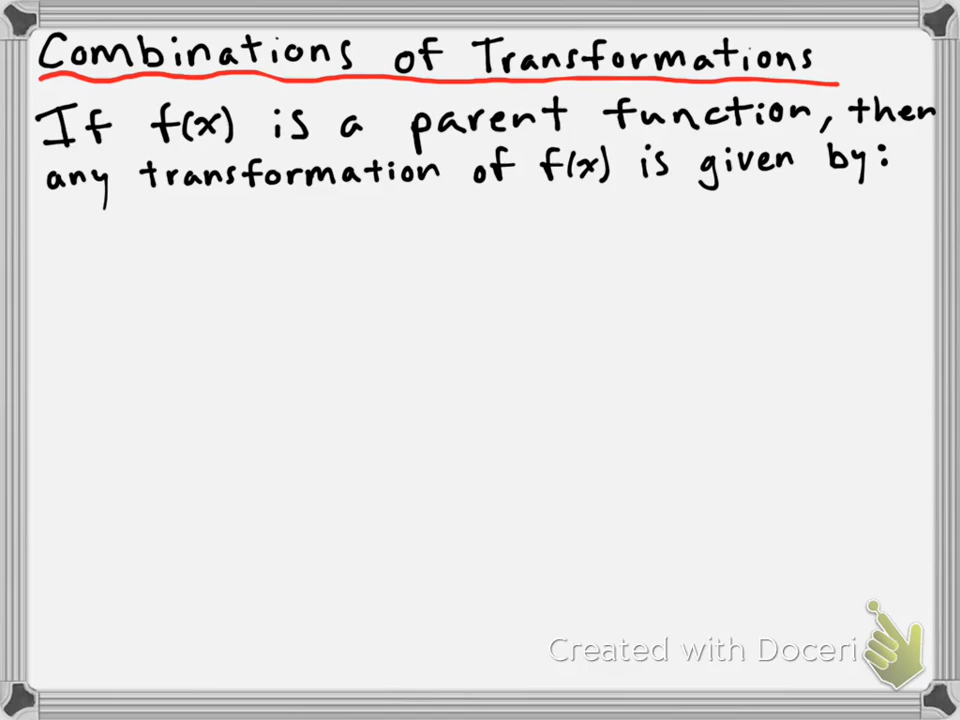 Combinations of Transformations
If f(x) is a parent function, then
any transformation of f(x) is given by:
Created with Doceri